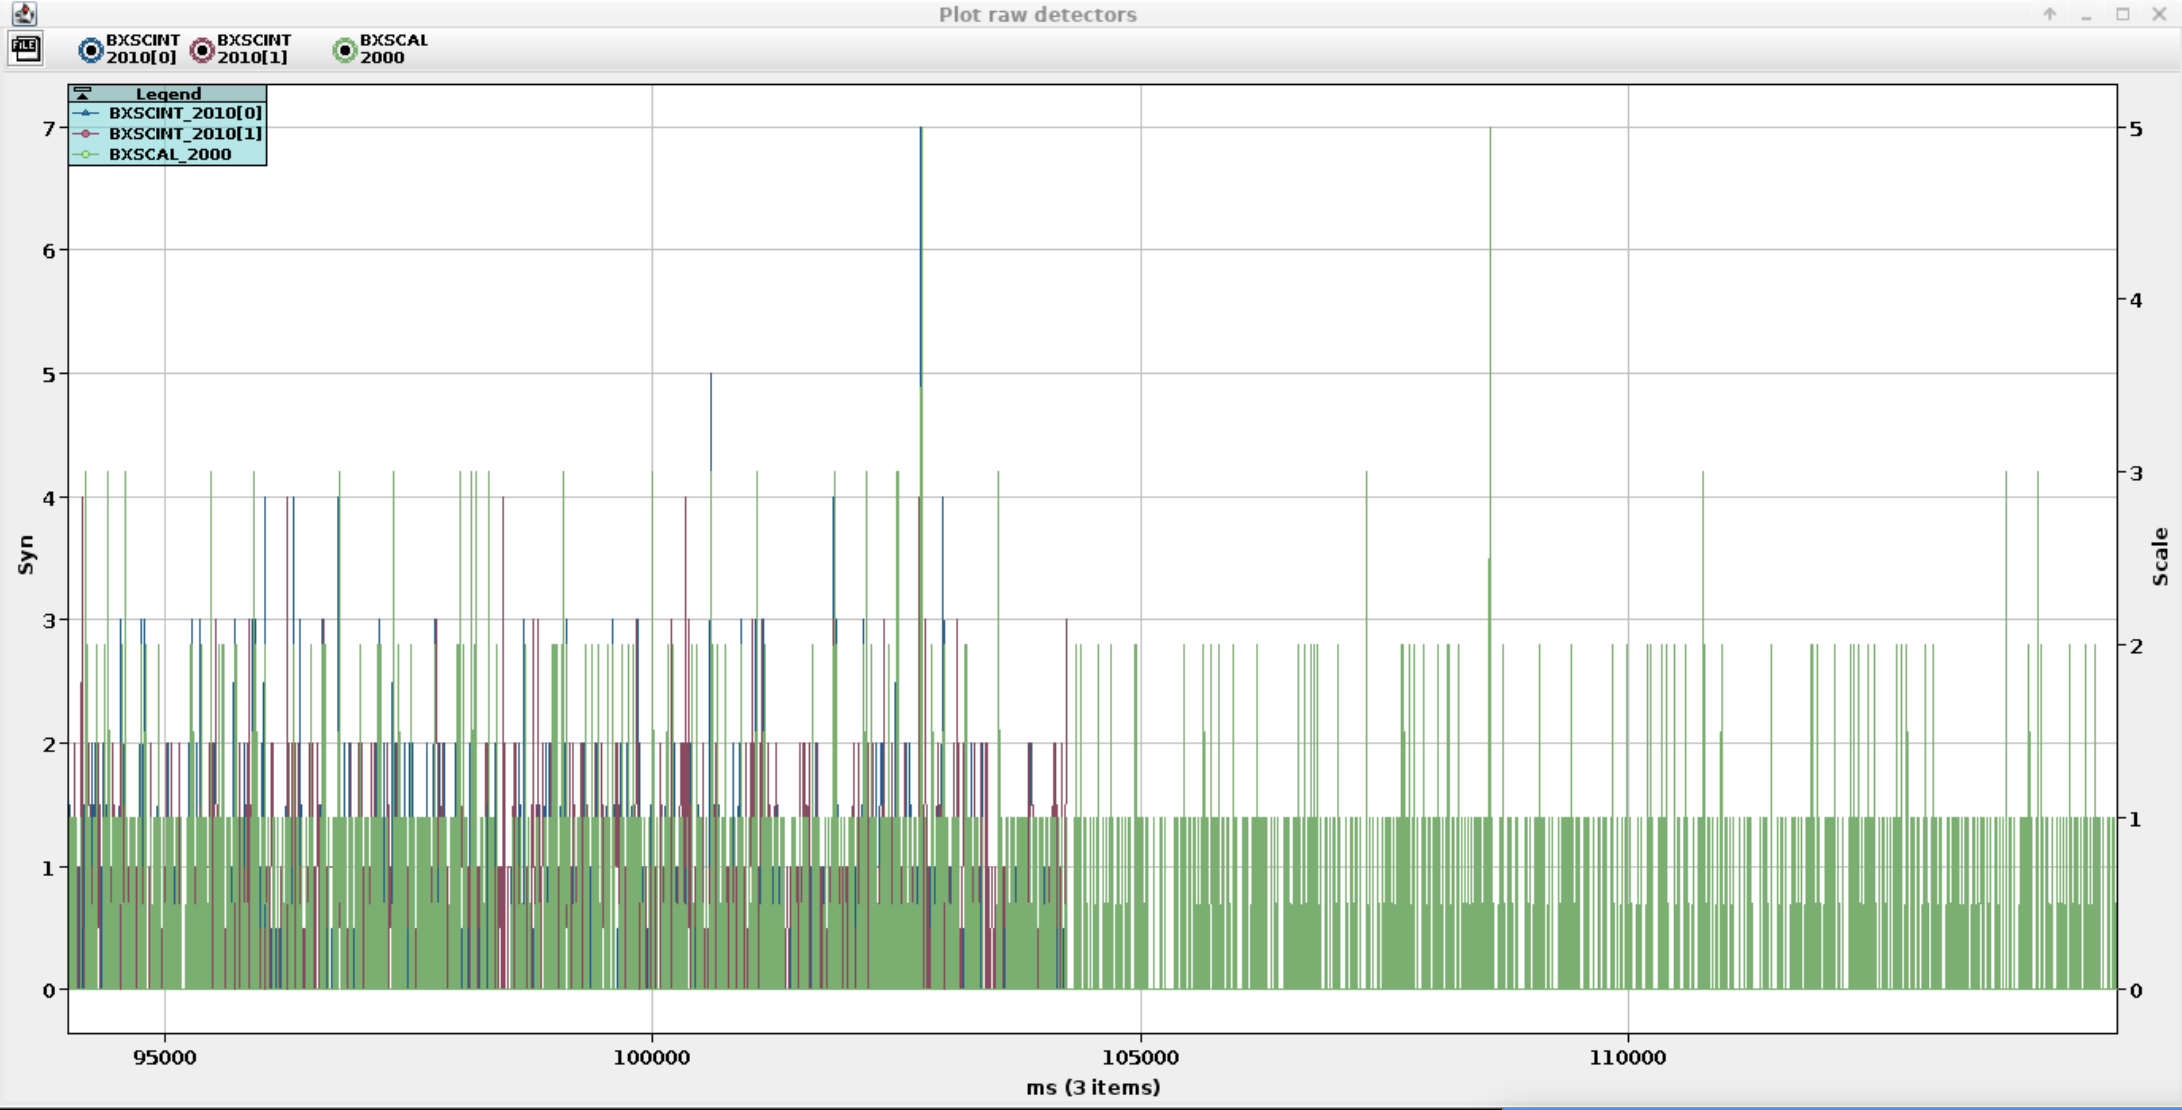 Plot raw detectors
FILE
BXSCINT
2010[0]
BXSCINT
2010[1]
BXSCAL
2000
Legend
BXSCINT_2010[0]
BXSCINT_2010[1]
BXSCAL_2000
7
6
5
4
3
2
1
0
Syn
5
4
3
2
1
0
Scale
95000
100000
105000
110000
ms (3 items)